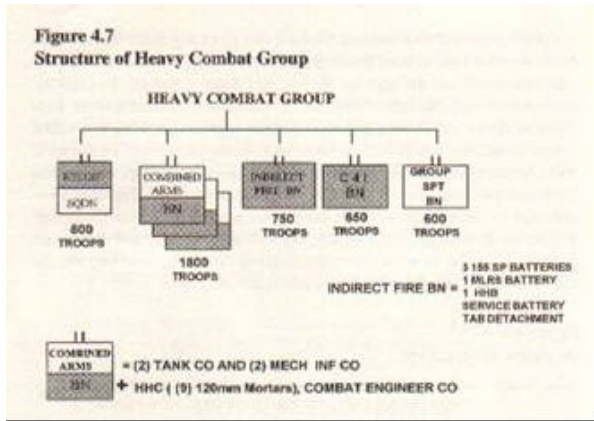 Figure 4.7
Structure of Heavy Combat Group
HEAVY COMBAT GROUP
SQDN
800
TROOPS
COMBINED
ARMS
BN
1800
TROOPS
INDIRECT
FIRE BN
750
TROOPS
C4I
BN
650
TROOPS
GROUP
SPT
BN
600
TROOPS
INDIRECT FIRE BN =
3 155 SP BATTERIES
1 MLRS BATTERY
1 HHB
SERVICE BATTERY
TAB DETACHMENT
COMBINED
ARMS
BN
= (2) TANK CO AND (2) MECH INF CO
+ HHC ( (9) 120mm Mortars), COMBAT ENGINEER CO